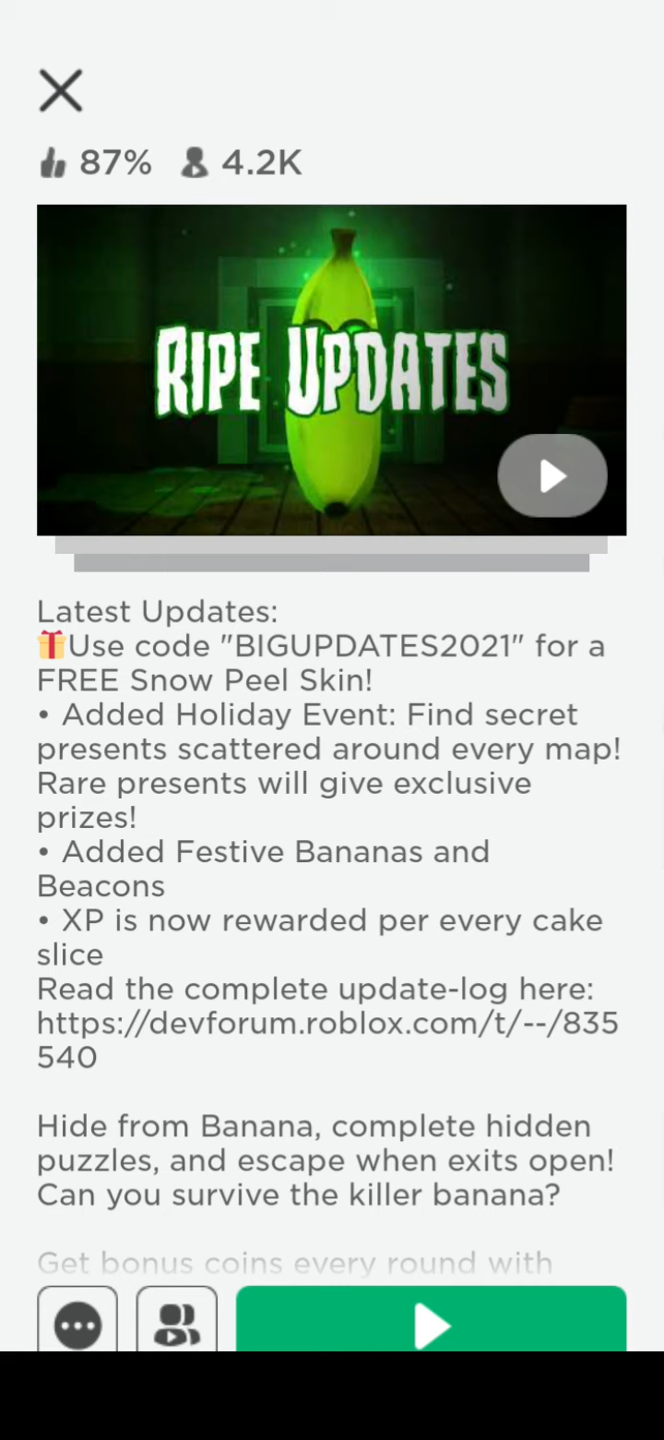 87% 4.2K
RIPE UPDATES
Latest Updates:
🎁Use code "BIGUPDATES2021" for a
FREE Snow Peel Skin!
• Added Holiday Event: Find secret
presents scattered around every map!
Rare presents will give exclusive
prizes!
• Added Festive Bananas and
Beacons
• XP is now rewarded per every cake
slice
Read the complete update-log here:
https://devforum.roblox.com/t/--/835
540
Hide from Banana, complete hidden
puzzles, and escape when exits open!
Can you survive the killer banana?
Get bonus coins every round with